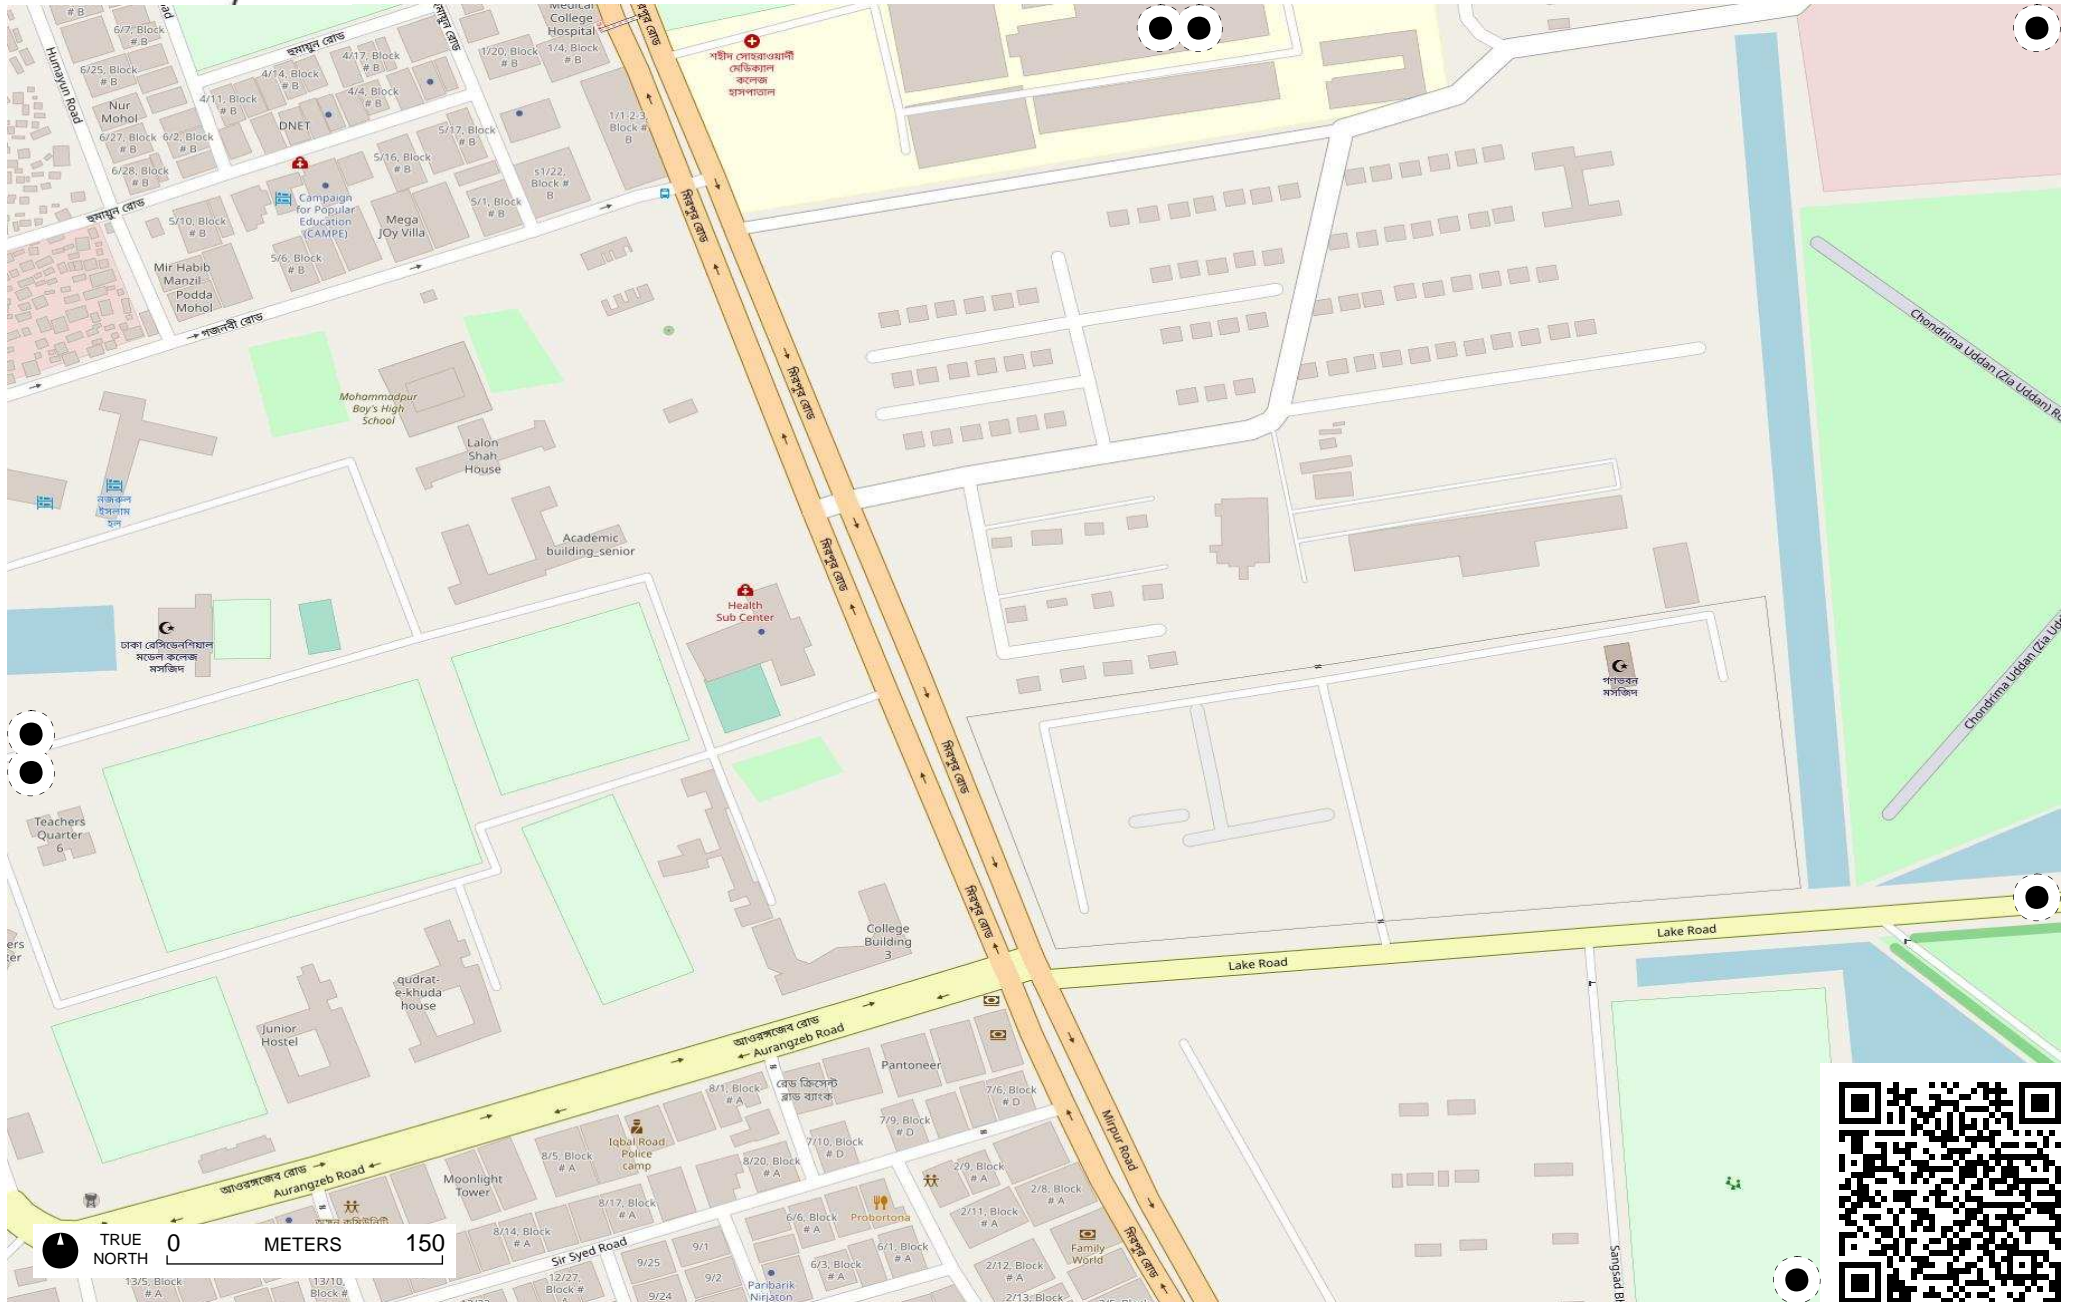 Medical
College
Hospital
মিরপুর রোড
6/7, Block
# B
# B
হুমায়ুন রোড
4/17, Block
# B
1/20, Block
# B
1/4, Block
# B
শহীদ সোহরাওয়ার্দী
মেডিক্যাল
কলেজ
হাসপাতাল
Humayun Road
6/25, Block
# B
4/14, Block
# B
4/11, Block
# B
4/4, Block
# B
Nur
Mohol
DNET
1/1-2-3,
Block #
B
6/27, Block
# B
6/2, Block
# B
5/17, Block
# B
5/16, Block
# B
6/28, Block
# B
s1/22,
Block #
B
Campaign
for Popular
Education
(CAMPE)
হুমায়ুন রোড
5/10, Block
# B
Mega
JOy Villa
5/1, Block
# B
মিরপুর রোড
5/6, Block
# B
Mir Habib
Manzil
Podda
Mohol
গজনবী রোড
Chondrima Uddan (Zia Uddan) Ro
মিরপুর রোড
Mohammadpur
Boy's High
School
Lalon
Shah
House
নজরুল
ইসলাম
হল
Academic
building_senior
মিরপুর রোড
Health
Sub Center
ঢাকা রেসিডেনশিয়াল
মডেল কলেজ
মসজিদ
গণভবন
মসজিদ
Chondrima Uddan (Zia Udd
মিরপুর রোড
Teachers
Quarter
6
মিরপুর রোড
College
Building
3
ers
ter
Lake Road
Lake Road
qudrat-
e-khuda
house
Junior
Hostel
আওরঙ্গজেব রোড
Aurangzeb Road
Pantoneer
8/1, Block
# A
রেড ক্রিসেন্ট
ব্লাড ব্যাংক
7/6, Block
# D
7/9, Block
# D
Mirpur Road
Iqbal Road
Police
camp
7/10, Block
# D
8/5, Block
# A
8/20, Block
# A
2/9, Block
# A
আওরঙ্গজেব রোড
Aurangzeb Road
Moonlight
Tower
2/8, Block
# A
8/17, Block
# A
6/6, Block
# A
Probortona
2/11, Block
# A
8/14, Block
# A
Sir Syed Road
9/1
6/1, Block
# A
Family
World
মিরপুর রোড
TRUE
NORTH
0 METERS 150
9/25
6/3, Block
# A
2/12, Block
# A
13/5, Block
# A
13/10,
Block #
12/27,
Block #
9/2
Paribarik
Nirjaton
9/24
2/13, Block
Sangsad Bh